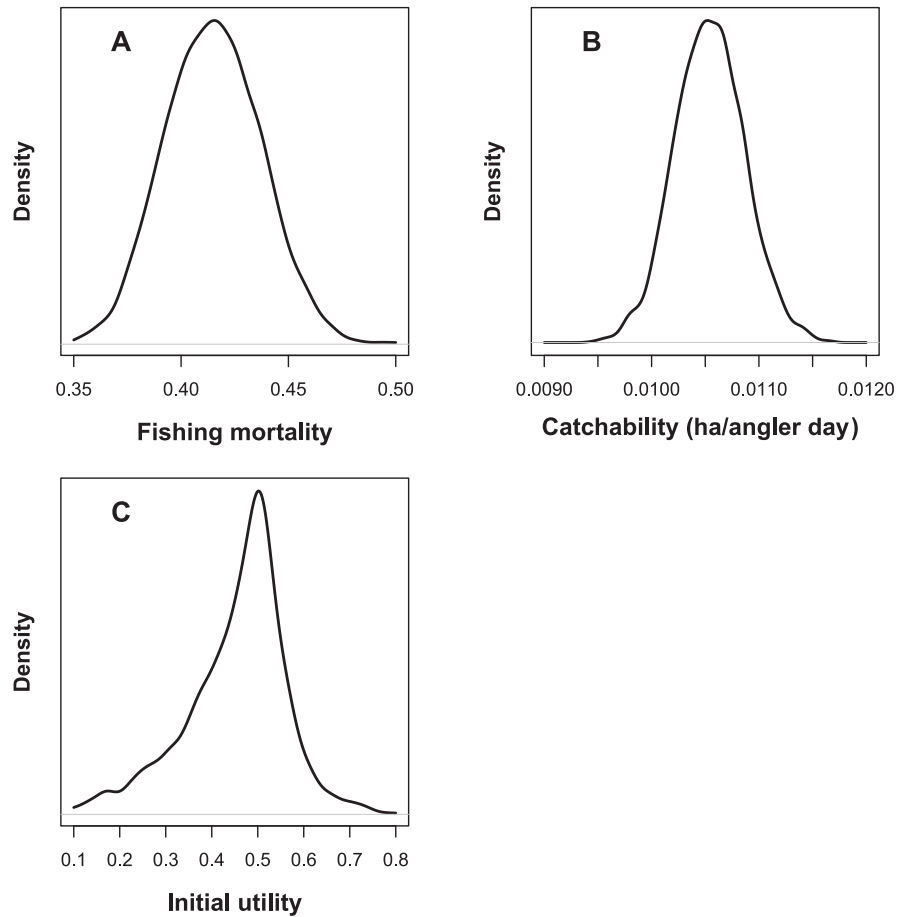 A
Density
0.35 0.40 0.45 0.50
Fishing mortality
B
Density
0.0090 0.0100 0.0110 0.0120
Catchability (ha/angler day)
C
Density
0.1 0.2 0.3 0.4 0.5 0.6 0.7 0.8
Initial utility